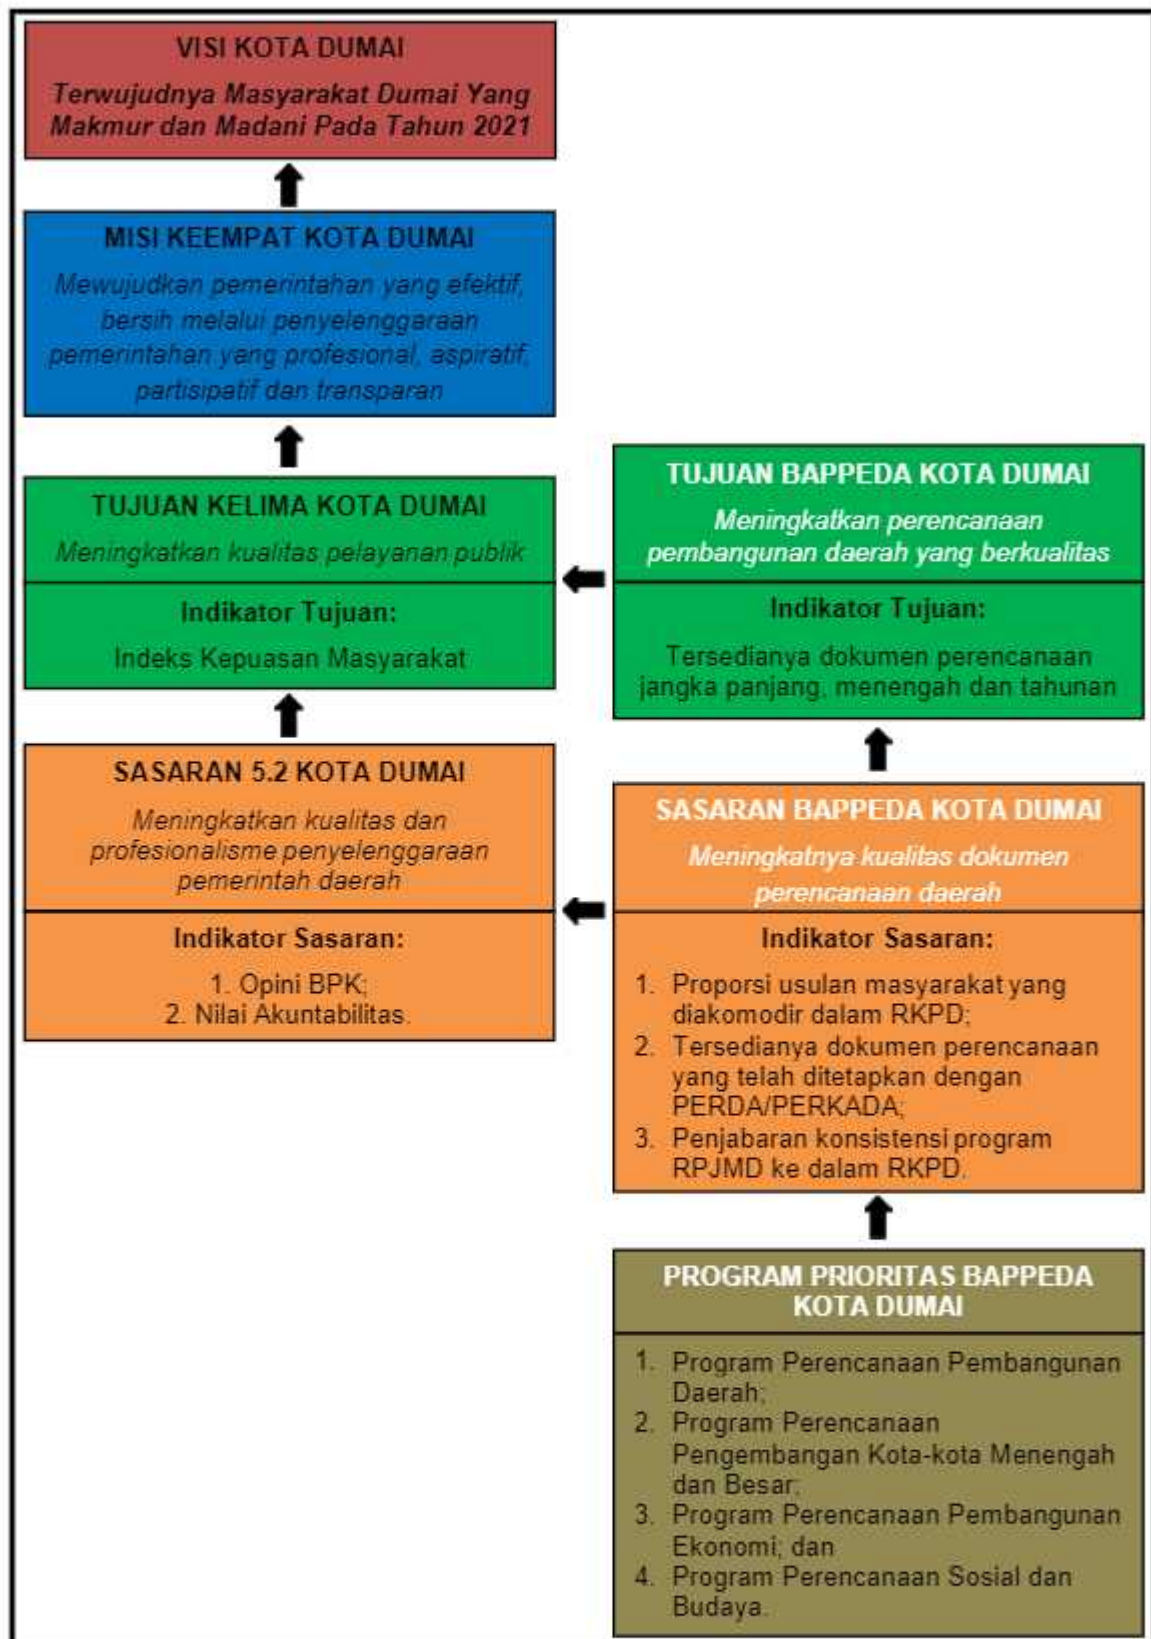 VISI KOTA DUMAI
Terwujudnya Masyarakat Dumai Yang
Makmur dan Madani Pada Tahun 2021
MISI KEEMPAT KOTA DUMAI
Mewujudkan pemerintahan yang efektif,
bersih melalui penyelenggaraan
pemerintahan yang profesional, aspiratif,
partisipatif dan transparan
TUJUAN KELIMA KOTA DUMAI
Meningkatkan kualitas pelayanan publik
Indikator Tujuan:
Indeks Kepuasan Masyarakat
TUJUAN BAPPEDA KOTA DUMAI
Meningkatkan perencanaan
pembangunan daerah yang berkualitas
Indikator Tujuan:
Tersedianya dokumen perencanaan
jangka panjang, menengah dan tahunan
SASARAN 5.2 KOTA DUMAI
Meningkatkan kualitas dan
profesionalisme penyelenggaraan
pemerintah daerah
Indikator Sasaran:
1. Opini BPK;
2. Nilai Akuntabilitas.
SASARAN BAPPEDA KOTA DUMAI
Meningkatnya kualitas dokumen
perencanaan daerah
Indikator Sasaran:
1. Proporsi usulan masyarakat yang
diakomodir dalam RKPD;
2. Tersedianya dokumen perencanaan
yang telah ditetapkan dengan
PERDA/PERKADA;
3. Penjabaran konsistensi program
RPJMD ke dalam RKPD.
PROGRAM PRIORITAS BAPPEDA
KOTA DUMAI
1. Program Perencanaan Pembangunan
Daerah;
2. Program Perencanaan
Pengembangan Kota-kota Menengah
dan Besar;
3. Program Perencanaan Pembangunan
Ekonomi; dan
4. Program Perencanaan Sosial dan
Budaya.